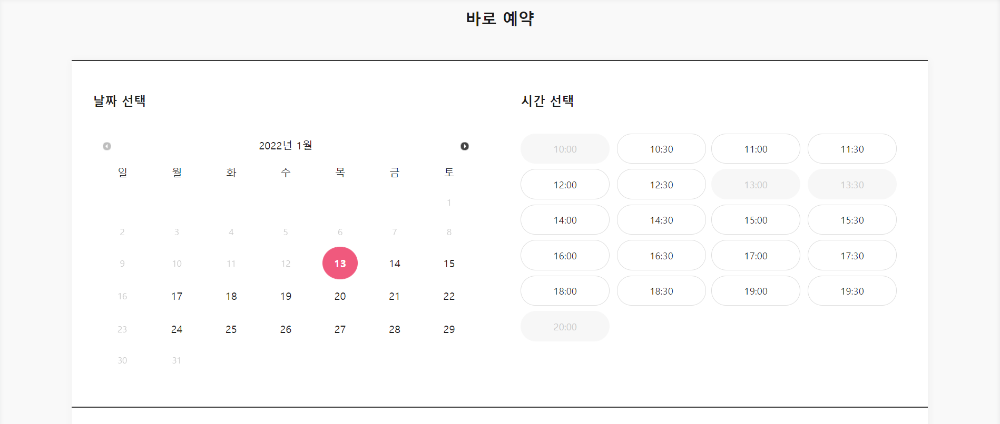 바로 예약
날짜 선택
2022년 1월
일 월 화 수 목 금 토
1
2 3 4 5 6 7 8
9 10 11 12 13 14 15
16 17 18 19 20 21 22
23 24 25 26 27 28 29
30 31
시간 선택
10:00 10:30 11:00 11:30
12:00 12:30 13:00 13:30
14:00 14:30 15:00 15:30
16:00 16:30 17:00 17:30
18:00 18:30 19:00 19:30
20:00